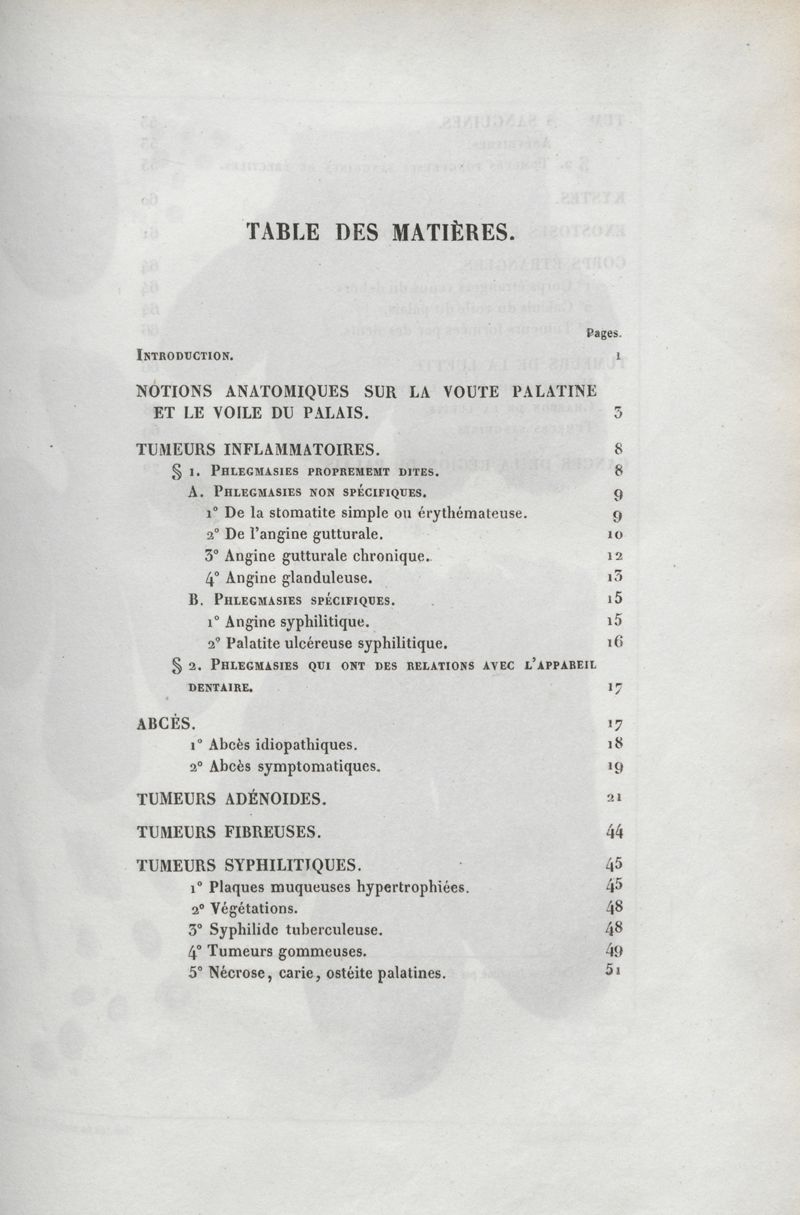 TABLE DES MATIÈRES.
Pages.
Introduction. 1
NOTIONS ANATOMIQUES SUR LA VOUTE PALATINE
ET LE VOILE DU PALAIS. 3
TUMEURS INFLAMMATOIRES. 8
§ 1. Phlegmasies proprememt dites. 8
A. Phlegmasies non spécifiques. 9
1° De la stomatite simple ou érythémateuse. 9
2° De l'angine gutturale. 10
3° Angine gutturale chronique. 12
4° Angine glanduleuse. 13
B. Phlegmasies spécifiques. 15
1° Angine syphilitique. 15
2° Palatite ulcéreuse syphilitique. 16
§ 2. Phlegmasies qui ont des relations avec l'appareil
dentaire. 17
ABCÉS. 17
1° Abcès idiopathiques. 18
2° Abcès symptomatiques. 19
TUMEURS ADÉNOIDES. 21
TUMEURS FIBREUSES. 44
TUMEURS SYPHILITIQUES. 45
1° Plaques muqueuses hypertrophiées. 45
2° Végétations. 48
3° Syphilide tuberculeuse. 48
4° Tumeurs gommeuses. 49
5° Nécrose, carie, ostéite palatines. 51